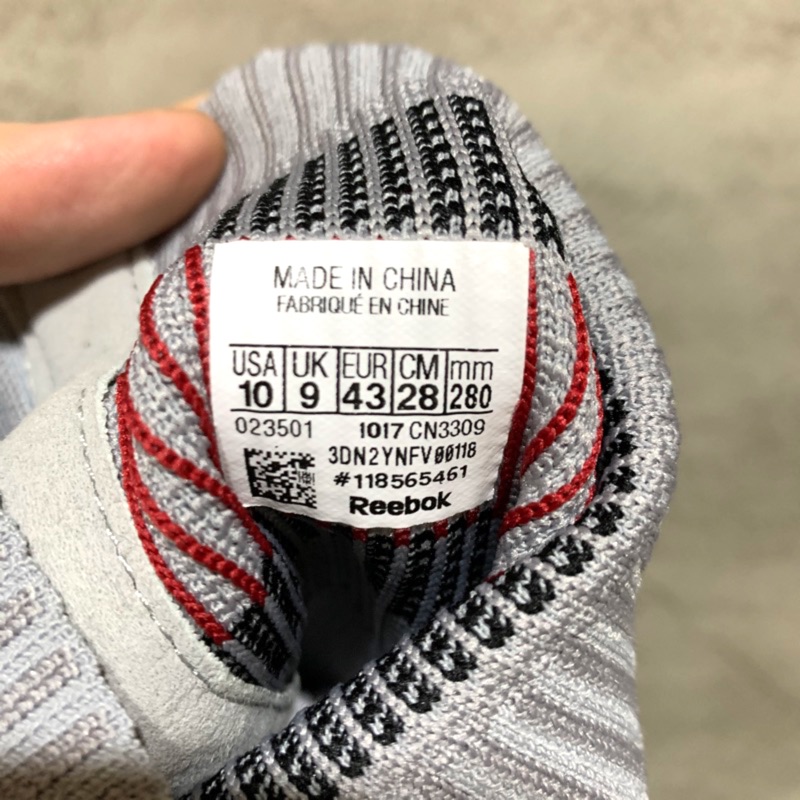 MADE IN CHINA
FABRIQUÉ EN CHINE
USA UK EUR CM mm
10 9 43 28 280
023501 1017 CN3309
3DN2YNFV00118
#118565461
Reebok